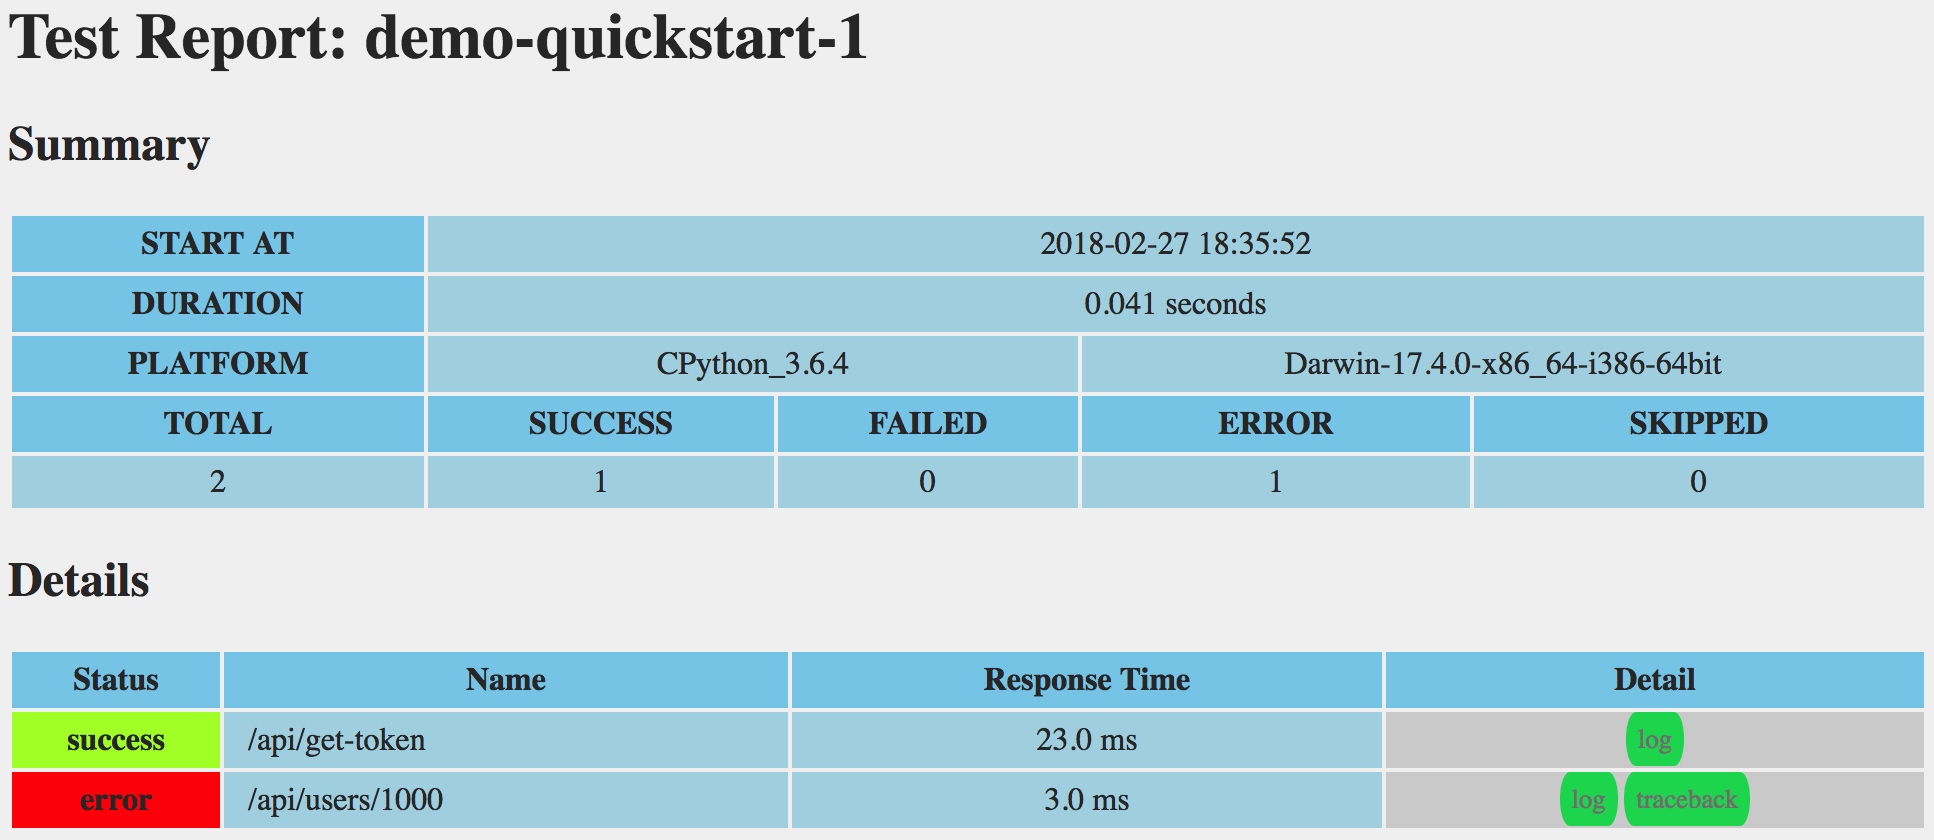 Test Report: demo-quickstart-1
Summary
START AT 2018-02-27 18:35:52
DURATION 0.041 seconds
PLATFORM CPython_3.6.4 Darwin-17.4.0-x86_64-i386-64bit
TOTAL SUCCESS FAILED ERROR SKIPPED
2 1 0 1 0
Details
Status Name Response Time Detail
success /api/get-token 23.0 ms log
error /api/users/1000 3.0 ms log traceback